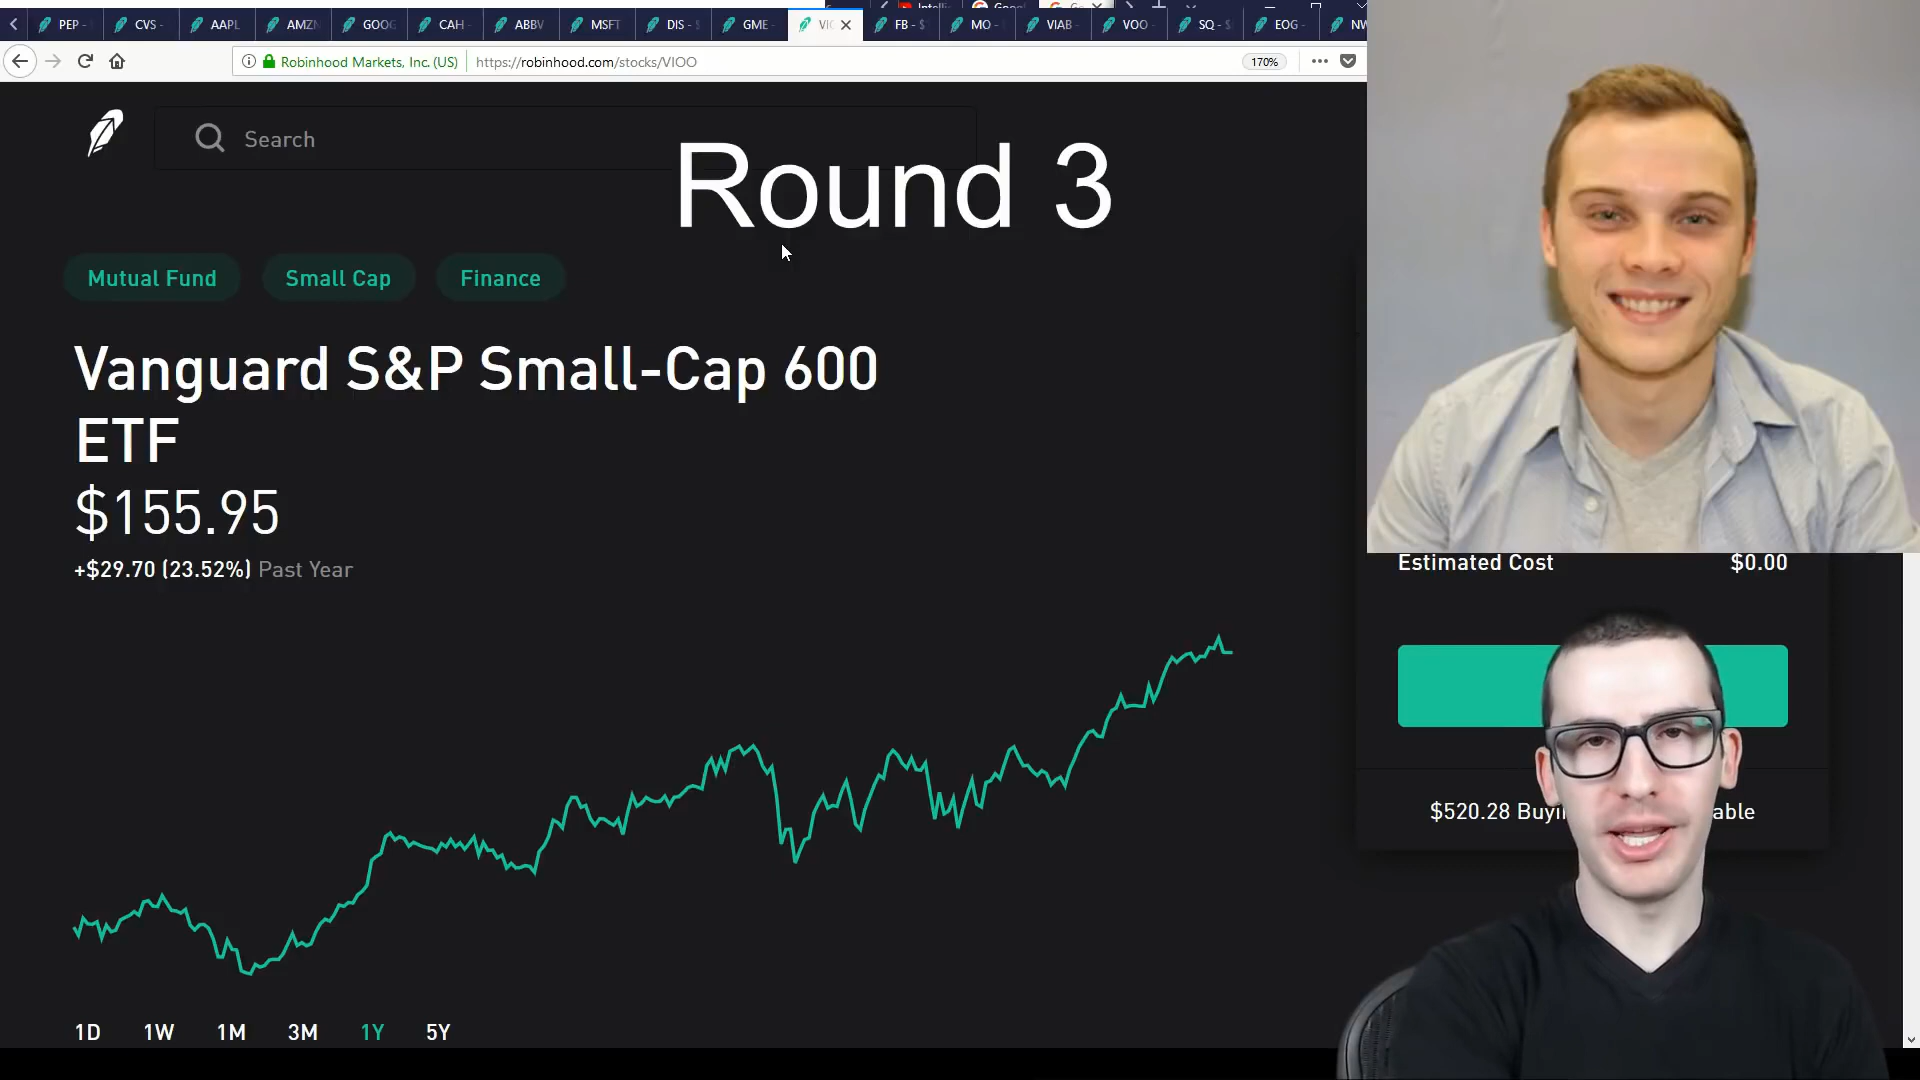 PEP -
CVS -
AAPL
AMZN
GOOG
CAH -
ABBV
MSFT
DIS - $
GME -
VIO
FB - $
MO -
VIAB -
VOO -
SQ - $
EOG -
NW
Robinhood Markets, Inc. (US)
https://robinhood.com/stocks/VIOO
170%
Search
Round 3
Mutual Fund
Small Cap
Finance
Vanguard S&P Small-Cap 600
ETF
$155.95
+$29.70 (23.52%) Past Year
Estimated Cost
$0.00
$520.28 Buyi
able
1D
1W
1M
3M
1Y
5Y